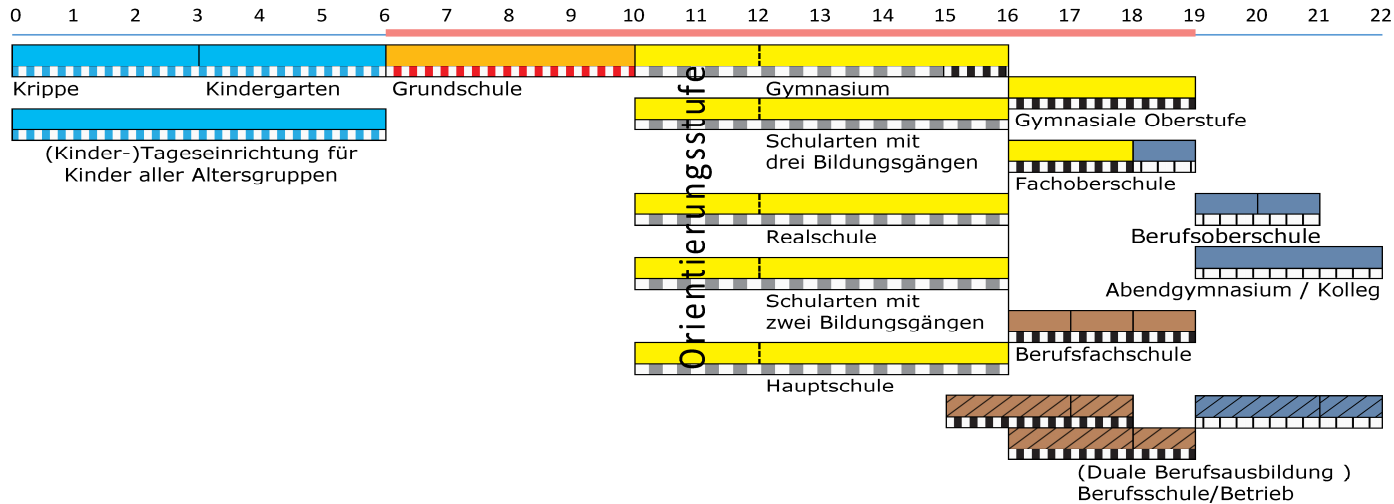 0 1 2 3 4 5 6 7 8 9 10 11 12 13 14 15 16 17 18 19 20 21 22
Krippe
Kindergarten
Grundschule
Gymnasium
Gymnasiale Oberstufe
(Kinder-)Tageseinrichtung für
Kinder aller Altersgruppen
Orientierungsstufe
Schularten mit
drei Bildungsgängen
Fachoberschule
Realschule
Berufsoberschule
Abendgymnasium / Kolleg
Schularten mit
zwei Bildungsgängen
Berufsfachschule
Hauptschule
(Duale Berufsausbildung )
Berufsschule/Betrieb